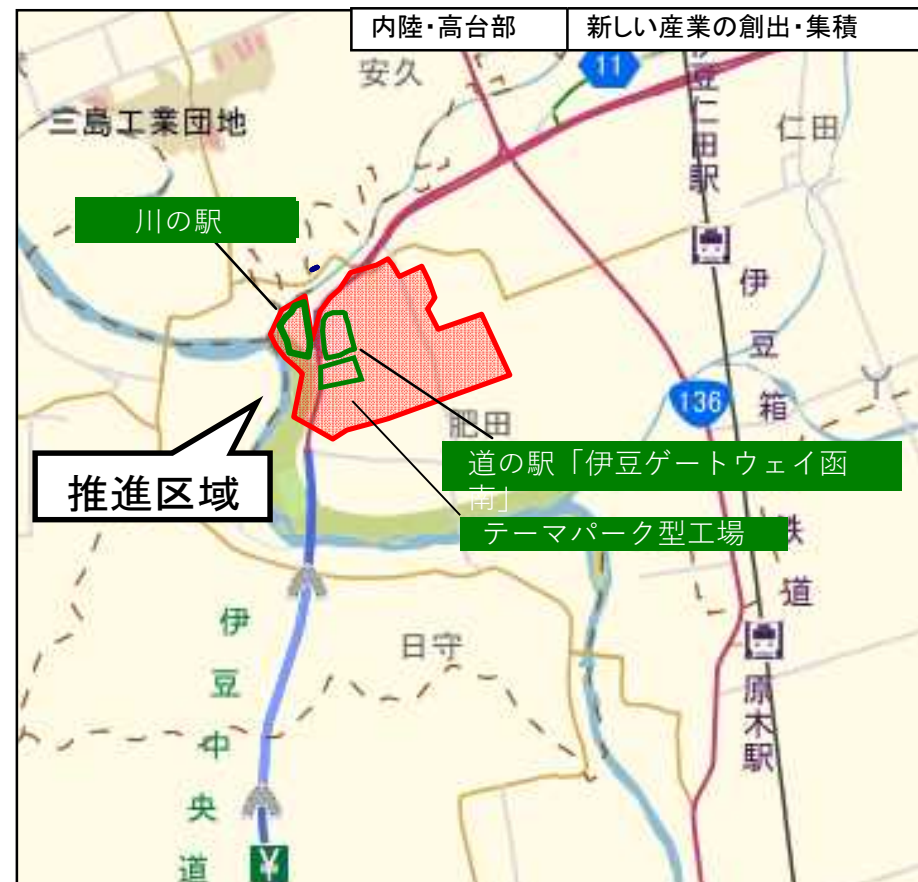 内陸・高台部
新しい産業の創出・集積
安久
11
三島工業団地
伊豆仁田駅
仁田
川の駅
伊豆箱
136
肥田
道の駅「伊豆ゲートウェイ函
南」
推進区域
テーマパーク型工場
鉄道
伊豆中央道
日守
原木駅
¥